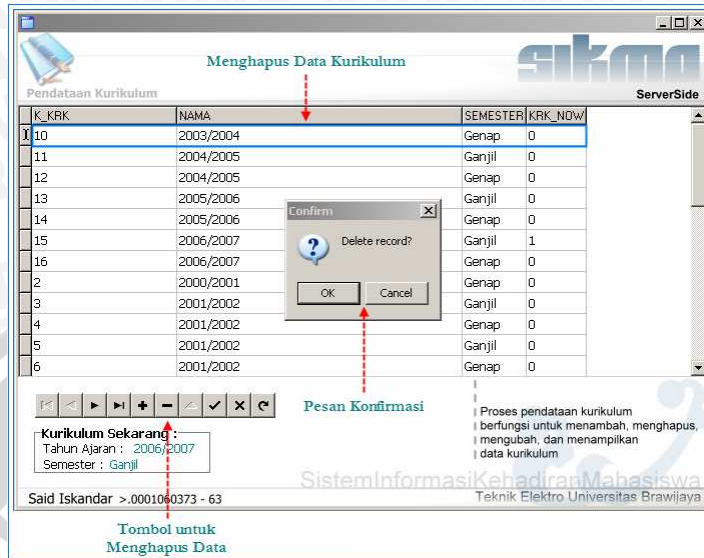 Menghapus Data Kurikulum
sikma
Pendataan Kurikulum
ServerSide
K_KRK NAMA SEMESTER KRK_NOW
10 2003/2004 Genap 0
11 2004/2005 Ganjil 0
12 2004/2005 Genap 0
13 2005/2006 Ganjil 0
14 2005/2006 Genap 0
15 2006/2007 Ganjil 1
16 2006/2007 Genap 0
2 2000/2001 Genap 0
3 2001/2002 Ganjil 0
4 2001/2002 Genap 0
5 2001/2002 Ganjil 0
6 2001/2002 Genap 0
Confirm
Delete record?
OK Cancel
Pesan Konfirmasi
Proses pendataan kurikulum
berfungsi untuk menambah, menghapus,
mengubah, dan menampilkan
data kurikulum
Kurikulum Sekarang :
Tahun Ajaran : 2006/2007
Semester : Ganjil
SistemInformasiKehadiranMahasiswa
Said Iskandar >.0001060373 - 63
Teknik Elektro Universitas Brawijaya
Tombol untuk
Menghapus Data